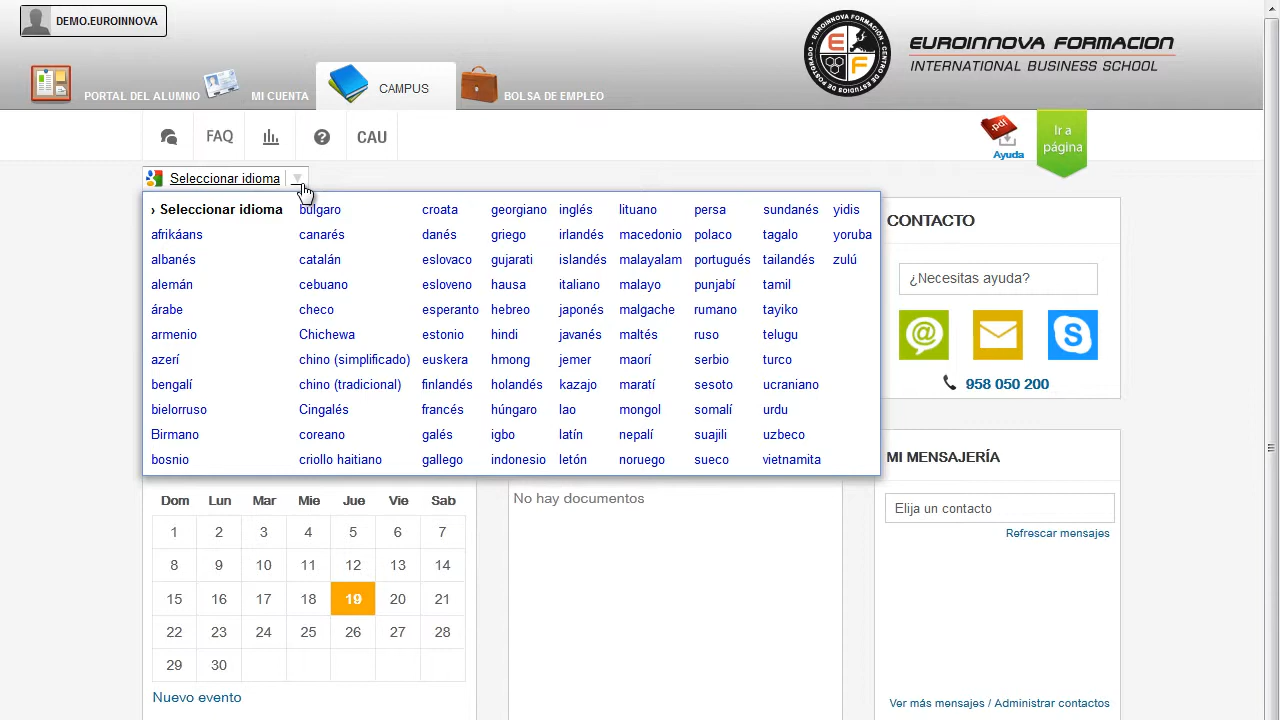 DEMO.EUROINNOVA
PORTAL DEL ALUMNO
MI CUENTA
CAMPUS
BOLSA DE EMPLEO
EUROINNOVA FORMACION
INTERNATIONAL BUSINESS SCHOOL
EF
FAQ
CAU
.pdf
Ayuda
Ir a
página
Seleccionar idioma
› Seleccionar idioma búlgaro croata georgiano inglés lituano persa sundanés yidis
afrikáans canarés danés griego irlandés macedonio polaco tagalo yoruba
albanés catalán eslovaco gujarati islandés malayalam portugués tailandés zulú
alemán cebuano esloveno hausa italiano malayo punjabí tamil
árabe checo esperanto hebreo japonés malgache rumano tayiko
armenio Chichewa estonio hindi javanés maltés ruso telugu
azerí chino (simplificado) euskera hmong jemer maorí serbio turco
bengalí chino (tradicional) finlandés holandés kazajo maratí sesoto ucraniano
bielorruso Cingalés francés húngaro lao mongol somalí urdu
Birmano coreano galés igbo latín nepalí suajili uzbeco
bosnio criollo haitiano gallego indonesio letón noruego sueco vietnamita
CONTACTO
¿Necesitas ayuda?
958 050 200
Dom Lun Mar Mie Jue Vie Sab
1 2 3 4 5 6 7
8 9 10 11 12 13 14
15 16 17 18 19 20 21
22 23 24 25 26 27 28
29 30
Nuevo evento
No hay documentos
MI MENSAJERÍA
Elija un contacto
Refrescar mensajes
Ver más mensajes / Administrar contactos